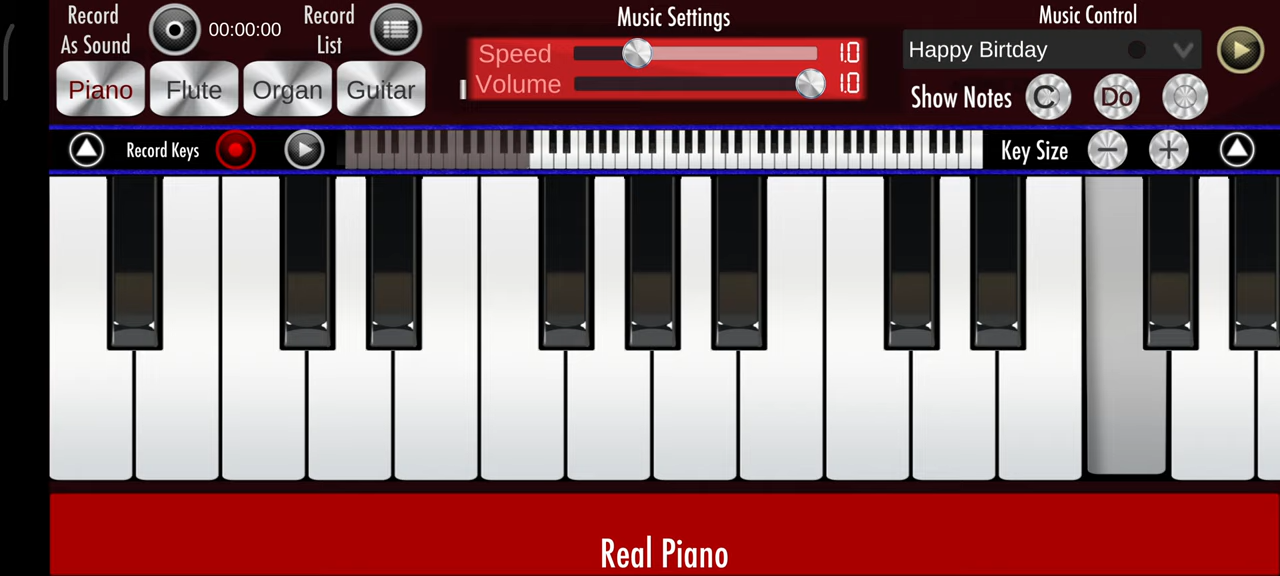 Record
As Sound
00:00:00
Record
List
Piano
Flute
Organ
Guitar
Music Settings
Speed
1.0
Volume
1.0
Music Control
Happy Birtday
Show Notes
C
Do
Record Keys
Key Size
Real Piano